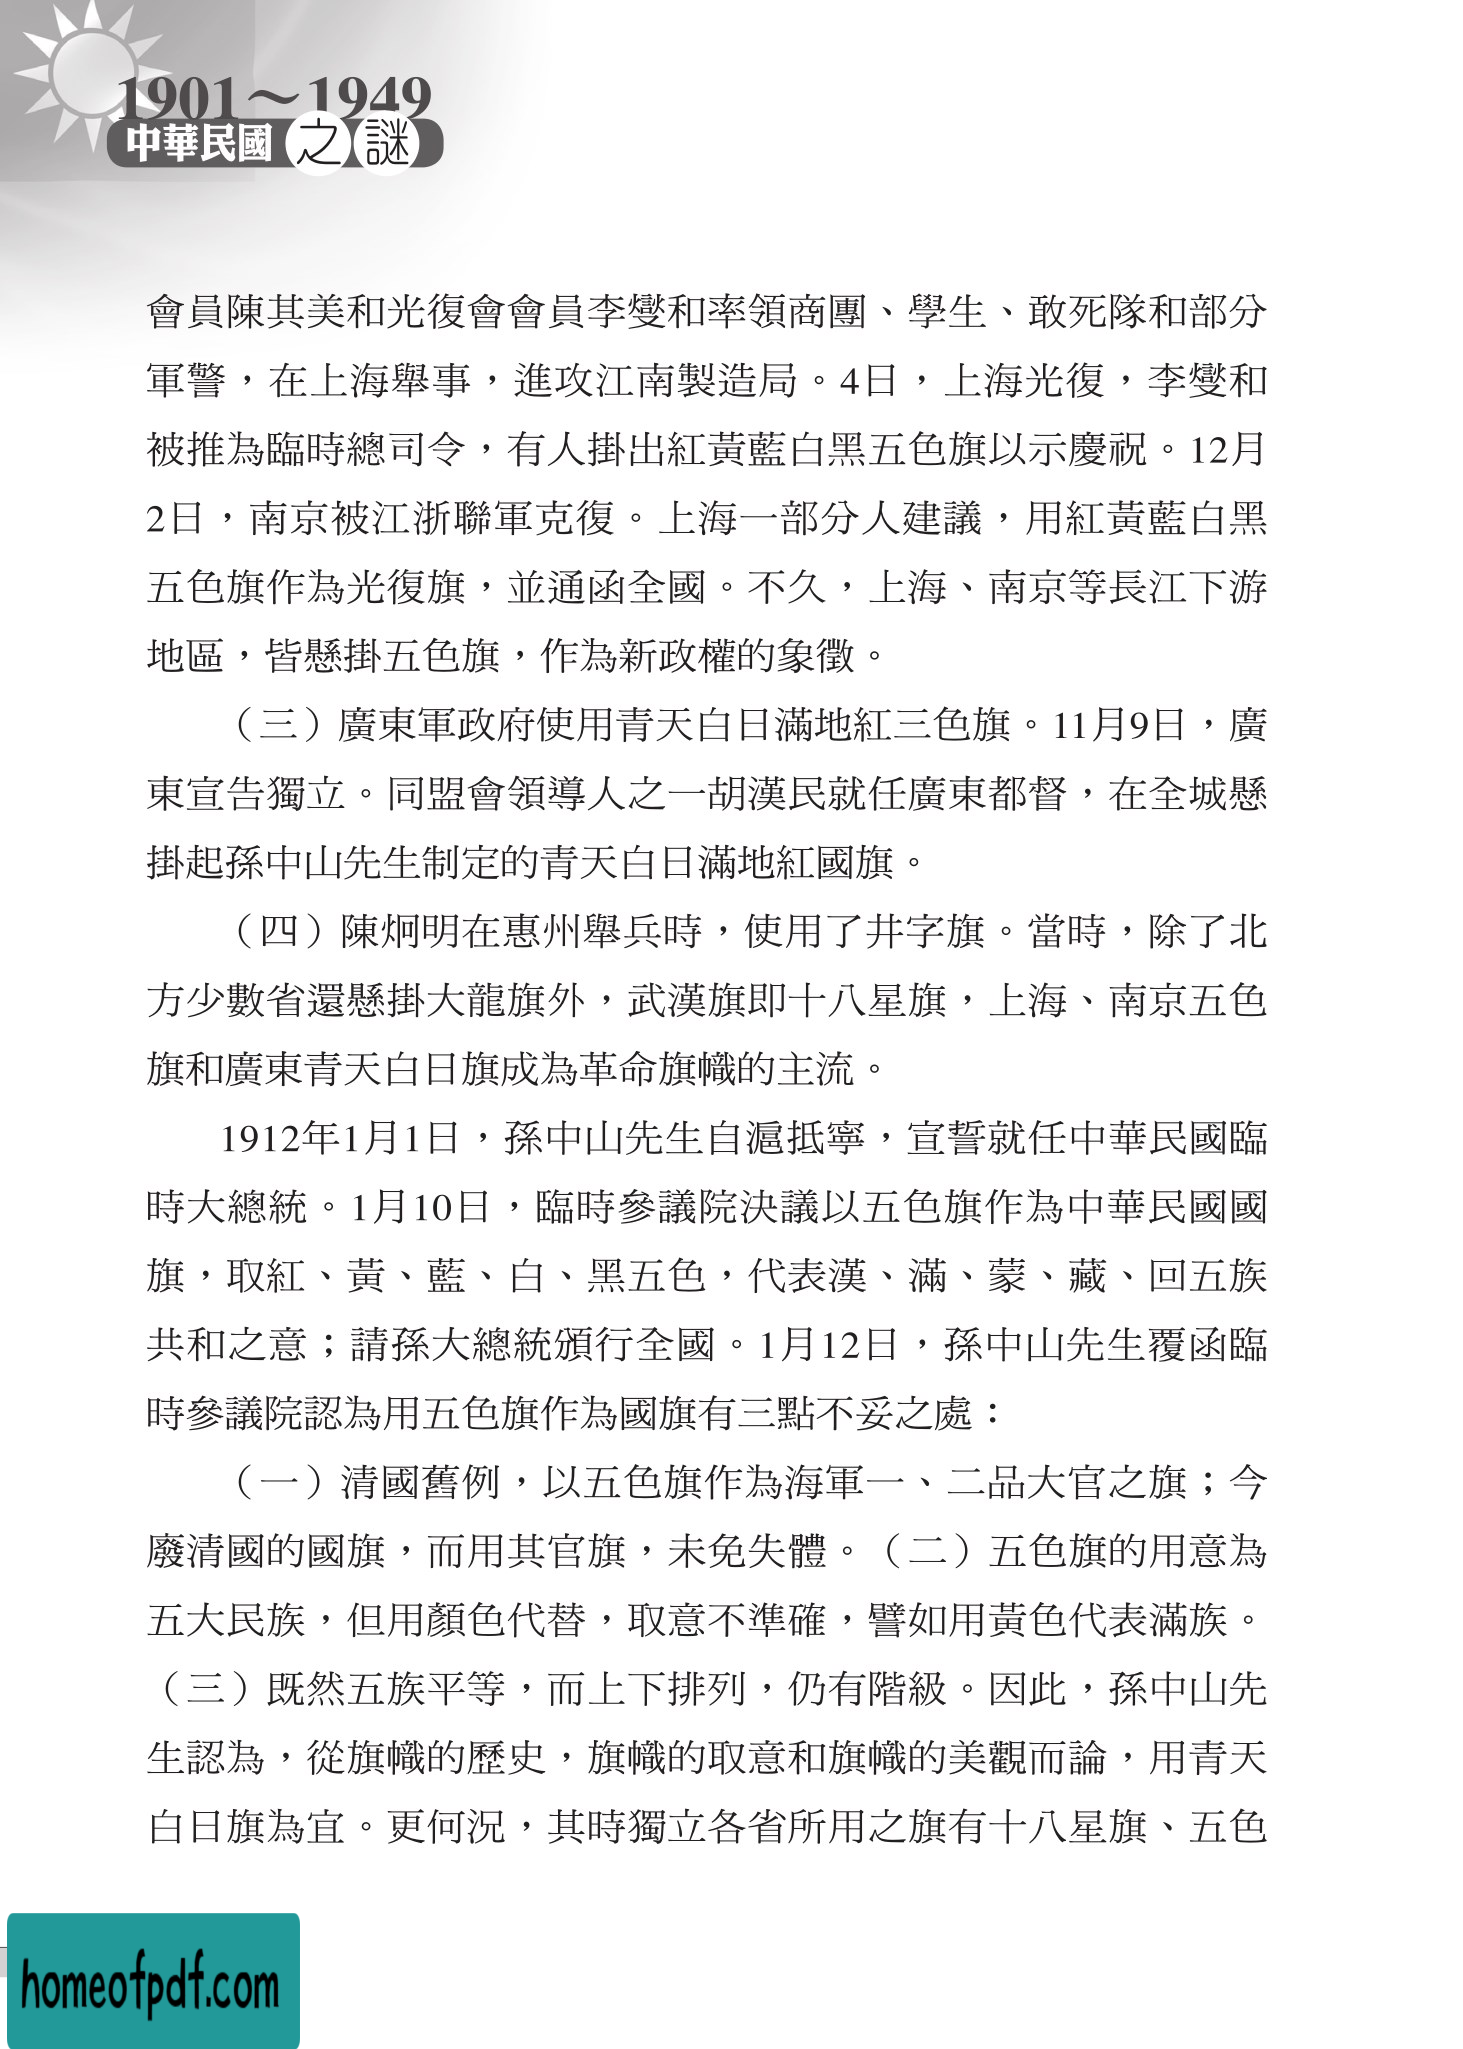 1901～1949
中華民國之謎
會員陳其美和光復會會員李燮和率領商團、學生、敢死隊和部分
軍警，在上海舉事，進攻江南製造局。4日，上海光復，李燮和
被推為臨時總司令，有人掛出紅黃藍白黑五色旗以示慶祝。12月
2日，南京被江浙聯軍克復。上海一部分人建議，用紅黃藍白黑
五色旗作為光復旗，並通函全國。不久，上海、南京等長江下游
地區，皆懸掛五色旗，作為新政權的象徵。
（三）廣東軍政府使用青天白日滿地紅三色旗。11月9日，廣
東宣告獨立。同盟會領導人之一胡漢民就任廣東都督，在全城懸
掛起孫中山先生制定的青天白日滿地紅國旗。
（四）陳炯明在惠州舉兵時，使用了井字旗。當時，除了北
方少數省還懸掛大龍旗外，武漢旗即十八星旗，上海、南京五色
旗和廣東青天白日旗成為革命旗幟的主流。
1912年1月1日，孫中山先生自滬抵寧，宣誓就任中華民國臨
時大總統。1月10日，臨時參議院決議以五色旗作為中華民國國
旗，取紅、黃、藍、白、黑五色，代表漢、滿、蒙、藏、回五族
共和之意；請孫大總統頒行全國。1月12日，孫中山先生覆函臨
時參議院認為用五色旗作為國旗有三點不妥之處：
（一）清國舊例，以五色旗作為海軍一、二品大官之旗；今
廢清國的國旗，而用其官旗，未免失體。（二）五色旗的用意為
五大民族，但用顏色代替，取意不準確，譬如用黃色代表滿族。
（三）既然五族平等，而上下排列，仍有階級。因此，孫中山先
生認為，從旗幟的歷史，旗幟的取意和旗幟的美觀而論，用青天
白日旗為宜。更何況，其時獨立各省所用之旗有十八星旗、五色
homeofpdf.com